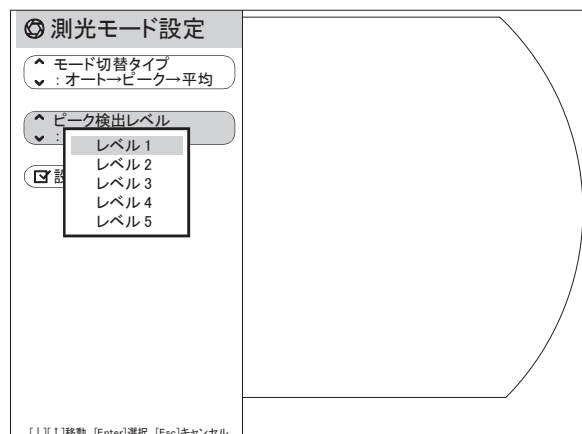 測光モード設定
モード切替タイプ
：オート→ピーク→平均
ピーク検出レベル
：
レベル 1
レベル 2
レベル 3
レベル 4
レベル 5
設
[↓][↑]移動 [Enter]選択 [Esc]キャンセル